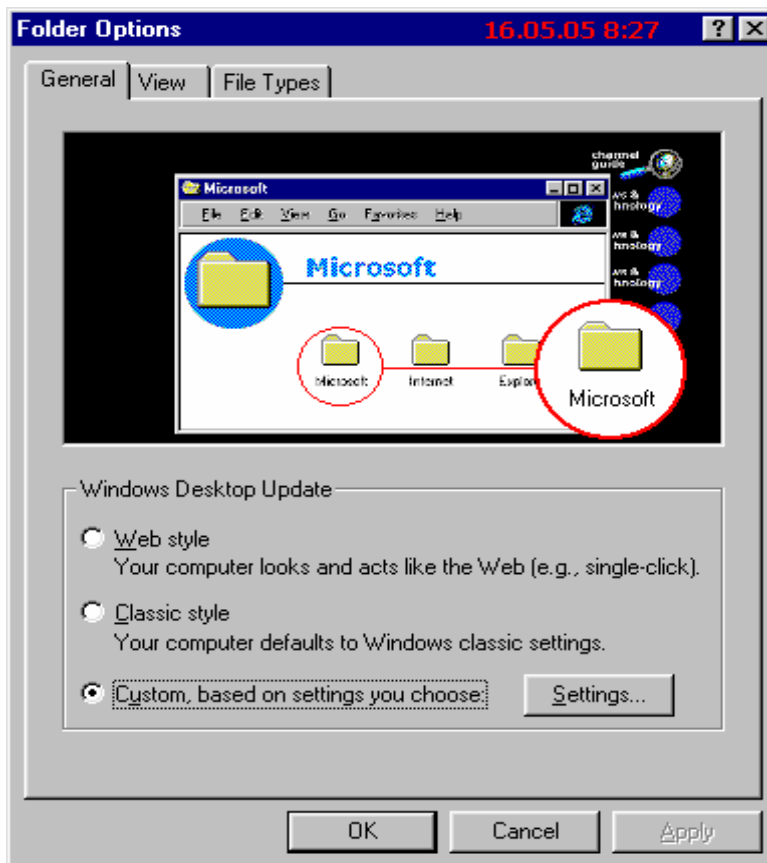 Folder Options 16.05.05 8:27
General View File Types
channel
guide
Microsoft
File Edit View Go Favorites Help
Microsoft
Microsoft Internet
Microsoft
Windows Desktop Update
Web style
Your computer looks and acts like the Web (e.g., single-click).
Classic style
Your computer defaults to Windows classic settings.
Custom, based on settings you choose: Settings...
OK Cancel Apply